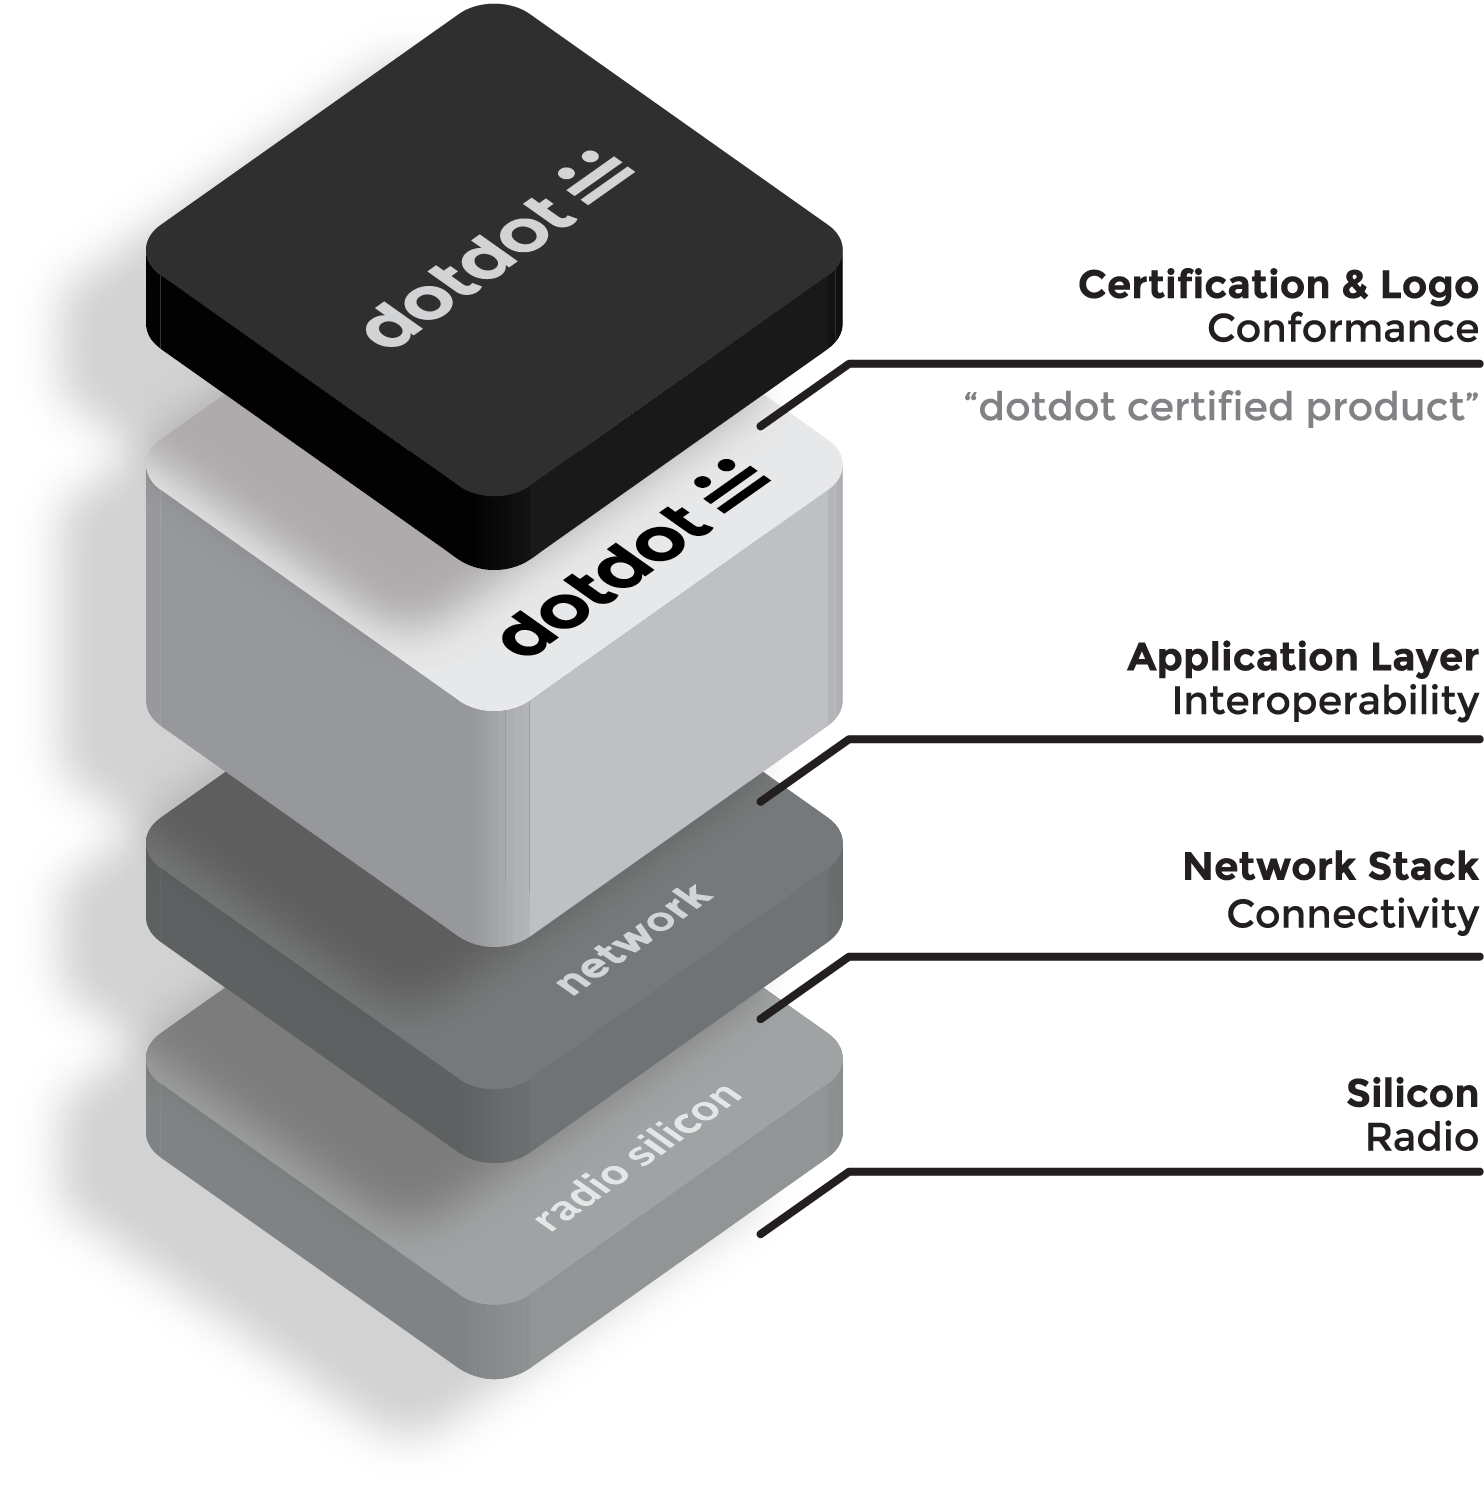 dotdot
Certification & Logo
Conformance
“dotdot certified product”
dotdot
Application Layer
Interoperability
network
Network Stack
Connectivity
radio silicon
Silicon
Radio